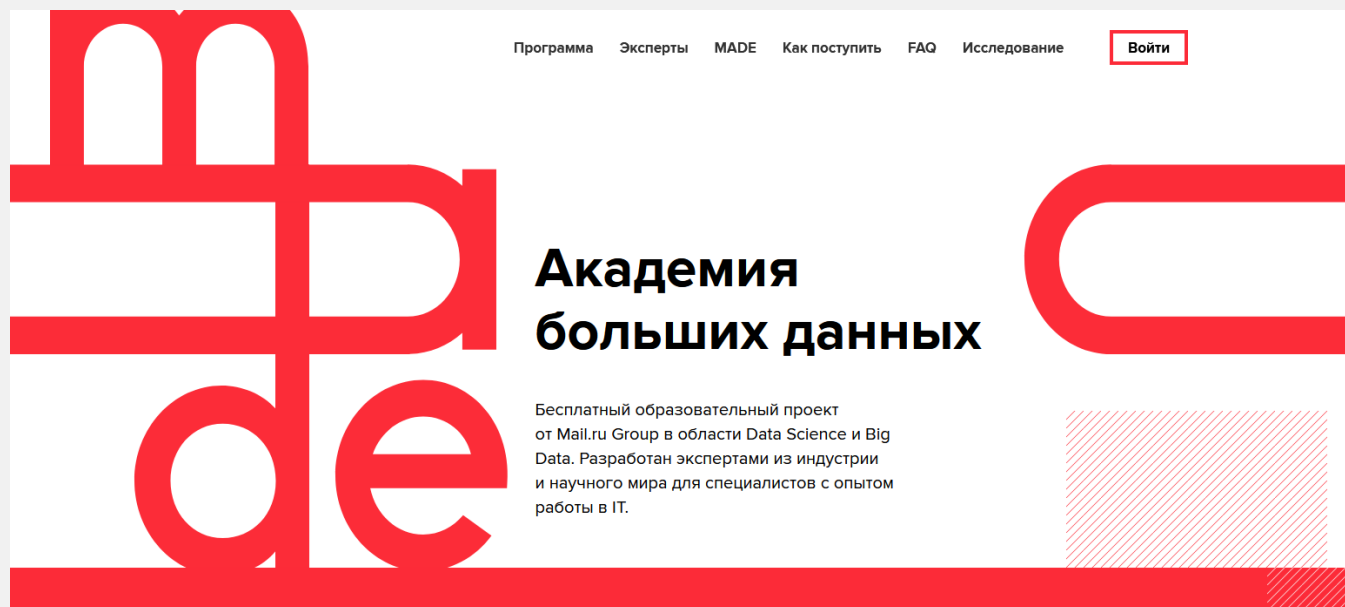 Программа Эксперты MADE Как поступить FAQ Исследование Войти
made
Академия
больших данных
Бесплатный образовательный проект
от Mail.ru Group в области Data Science и Big
Data. Разработан экспертами из индустрии
и научного мира для специалистов с опытом
работы в IT.